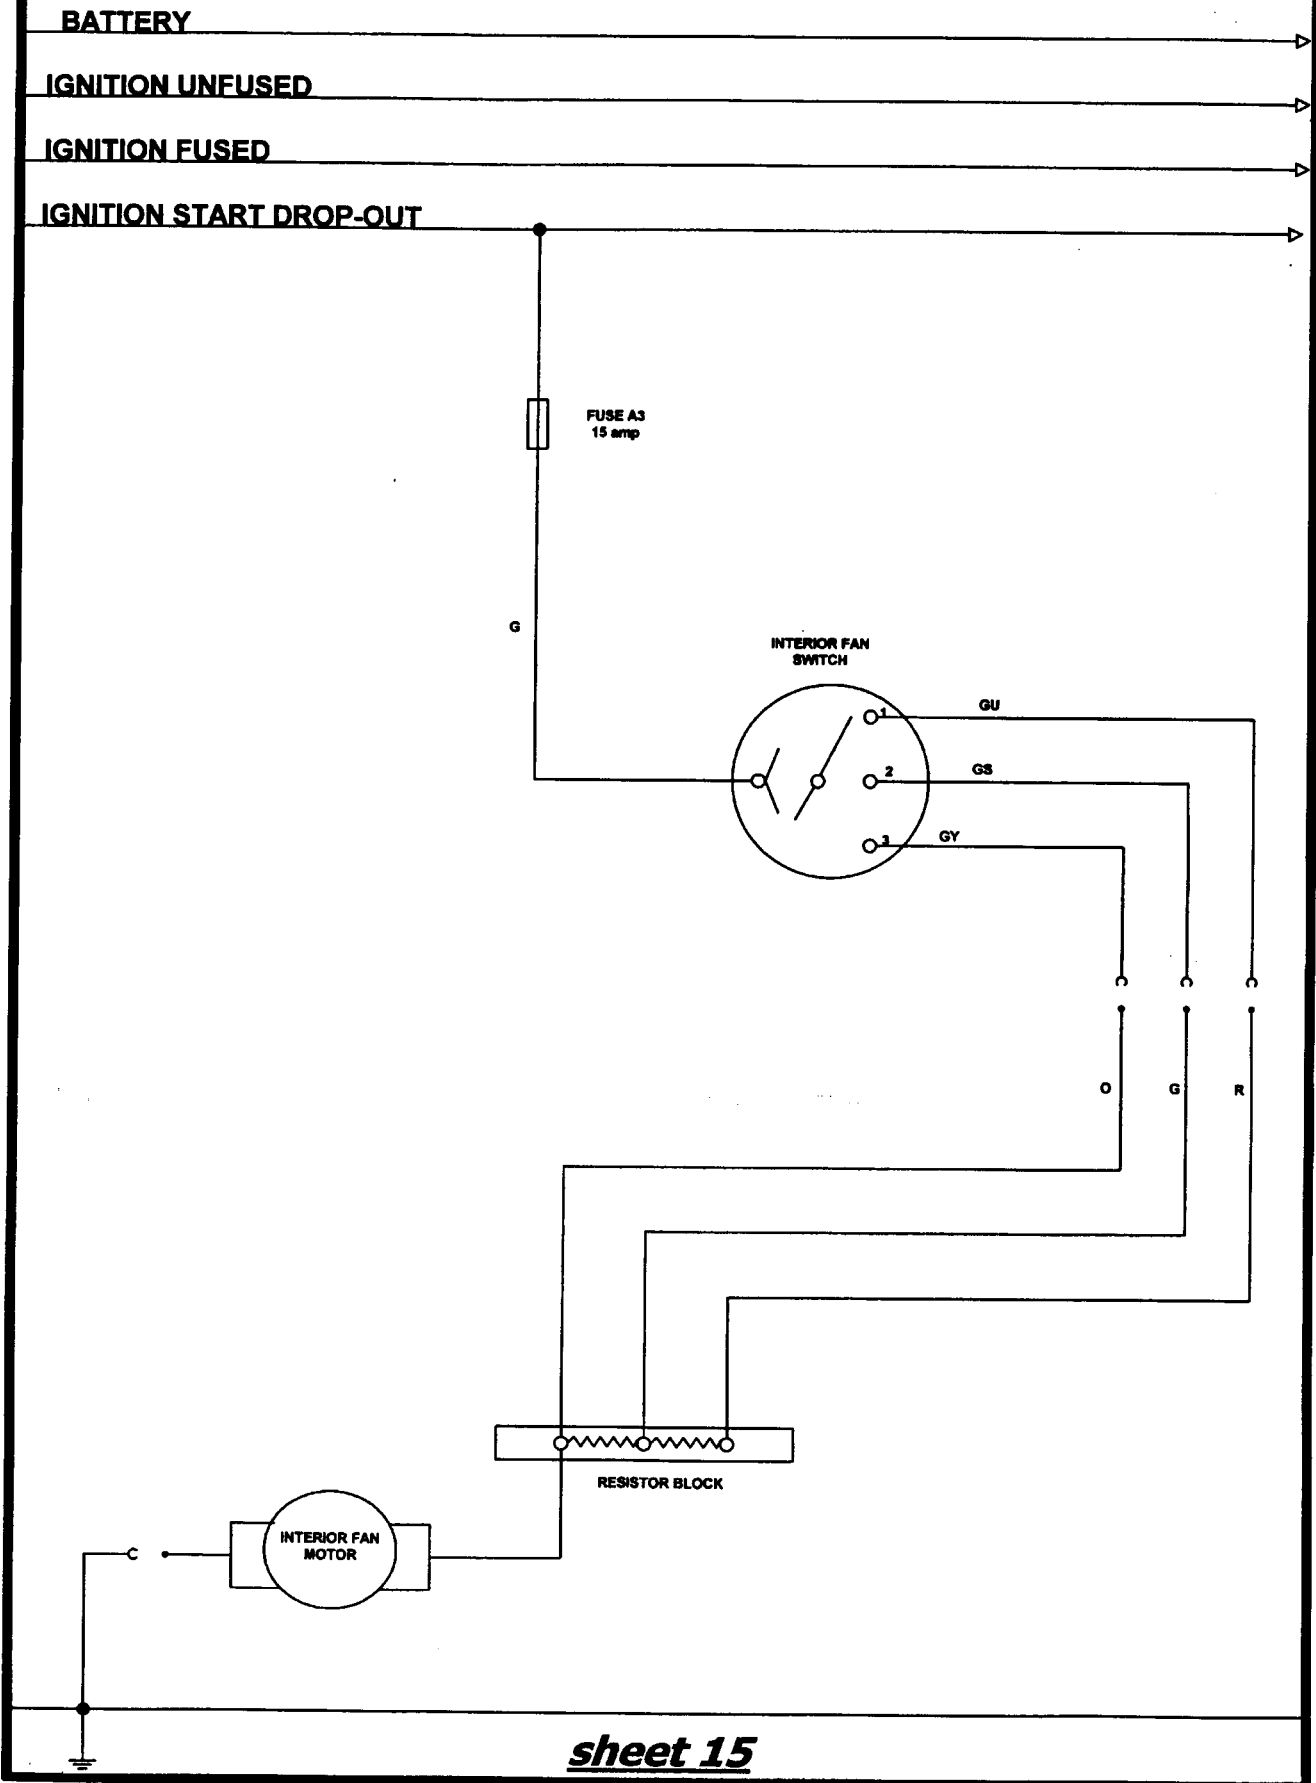 BATTERY
IGNITION UNFUSED
IGNITION FUSED
IGNITION START DROP-OUT
FUSE A3
15 amp
G
INTERIOR FAN
SWITCH
1
GU
2
GS
3
GY
O
G
R
RESISTOR BLOCK
INTERIOR FAN
MOTOR
sheet 15